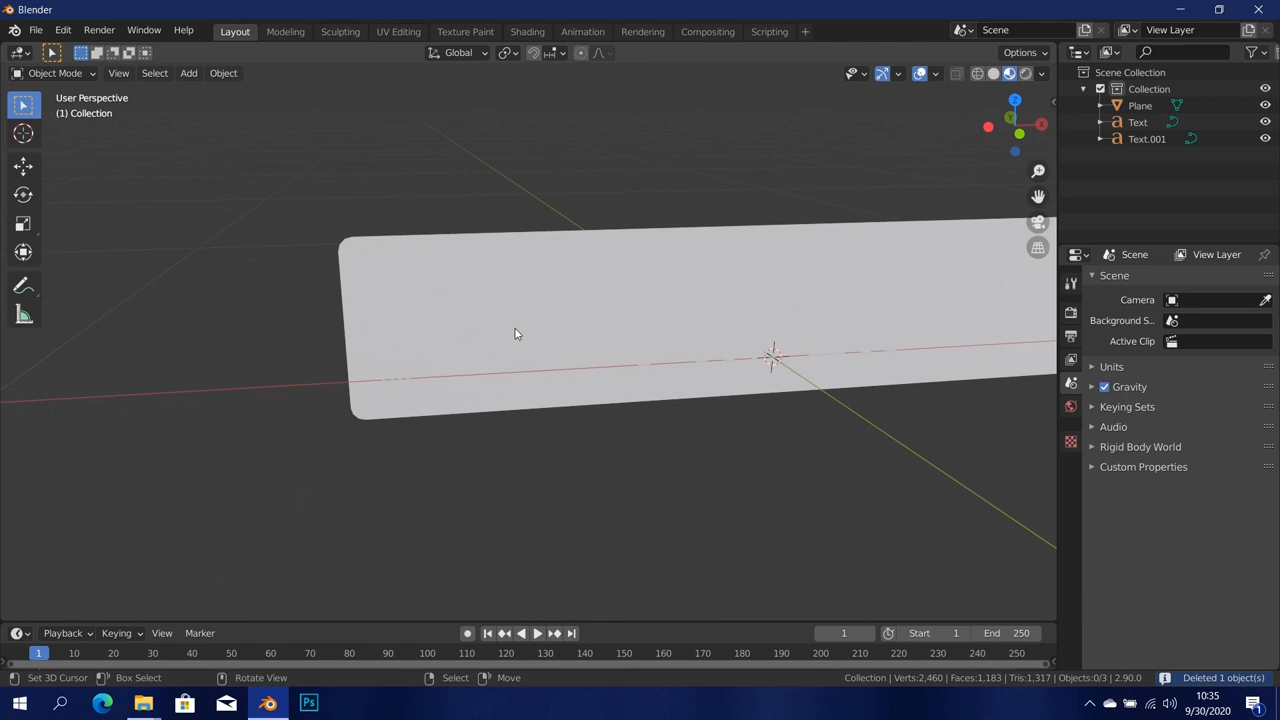 Blender
File Edit Render Window Help Layout Modeling Sculpting UV Editing Texture Paint Shading Animation Rendering Compositing Scripting + Scene View Layer
Global Options
Object Mode View Select Add Object
User Perspective
(1) Collection
Z
Y
X
Scene Collection
Collection
Plane
Text
Text.001
Scene View Layer
Scene
Camera
Background S...
Active Clip
Units
Gravity
Keying Sets
Audio
Rigid Body World
Custom Properties
Playback Keying View Marker 1 Start 1 End 250
1 10 20 30 40 50 60 70 80 90 100 110 120 130 140 150 160 170 180 190 200 210 220 230 240 250
Set 3D Cursor Box Select Rotate View Select Move Collection | Verts:2,460 | Faces:1,183 | Tris:1,317 | Objects:0/3 | 2.90.0 Deleted 1 object(s)
Ps
10:35
9/30/2020
1